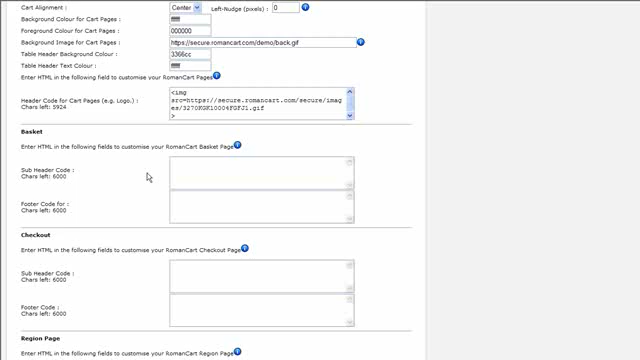 Cart Alignment :
Center
Left-Nudge (pixels) :
0
Background Colour for Cart Pages :
ffffff
Foreground Colour for Cart Pages :
000000
Background Image for Cart Pages :
https://secure.romancart.com/demo/back.gif
Table Header Background Colour :
3366cc
Table Header Text Colour :
ffffff
Enter HTML in the following field to customise your RomanCart Pages
Header Code for Cart Pages (e.g. Logo.) :
Chars left: 5924
<img
src=https://secure.romancart.com/secure/imag
>
Basket
Enter HTML in the following fields to customise your RomanCart Basket Page
Sub Header Code :
Chars left: 6000
Footer Code for :
Chars left: 6000
Checkout
Enter HTML in the following fields to customise your RomanCart Checkout Page
Sub Header Code :
Chars left: 6000
Footer Code :
Chars left: 6000
Region Page
Enter HTML in the following fields to customise your RomanCart Region Page